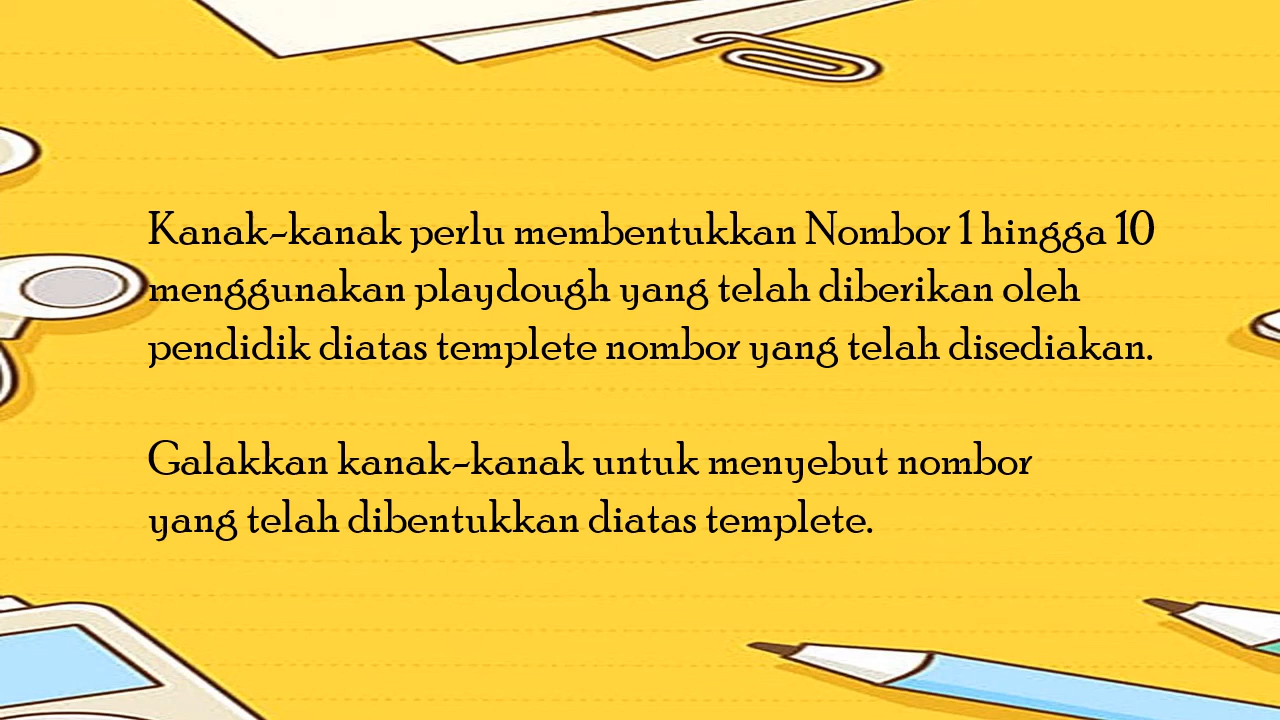 Kanak-kanak perlu membentukkan Nombor 1 hingga 10
menggunakan playdough yang telah diberikan oleh
pendidik diatas templete nombor yang telah disediakan.
Galakkan kanak-kanak untuk menyebut nombor
yang telah dibentukkan diatas templete.